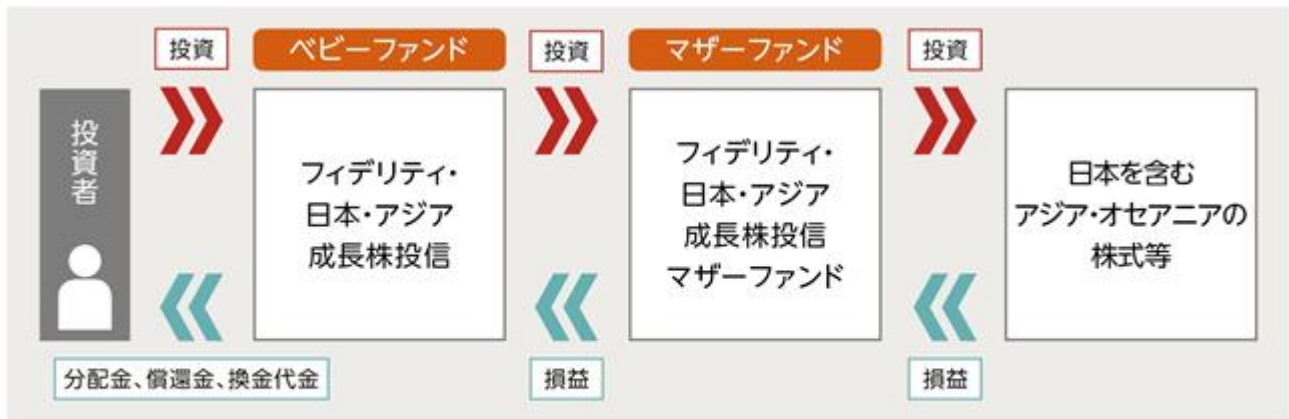 投資
ベビーファンド
投資
マザーファンド
投資
投資者
フィデリティ・
日本・アジア
成長株投信
フィデリティ・
日本・アジア
成長株投信
マザーファンド
日本を含む
アジア・オセアニアの
株式等
分配金、償還金、換金代金
損益
損益